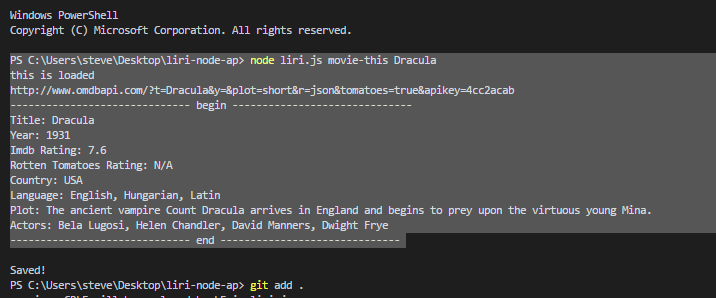 Windows PowerShell
Copyright (C) Microsoft Corporation. All rights reserved.
PS C:\Users\steve\Desktop\liri-node-ap> node liri.js movie-this Dracula
this is loaded
http://www.omdbapi.com/?t=Dracula&y=&plot=short&r=json&tomatoes=true&apikey=4cc2acab
------------------------------ begin ------------------------------
Title: Dracula
Year: 1931
Imdb Rating: 7.6
Rotten Tomatoes Rating: N/A
Country: USA
Language: English, Hungarian, Latin
Plot: The ancient vampire Count Dracula arrives in England and begins to prey upon the virtuous young Mina.
Actors: Bela Lugosi, Helen Chandler, David Manners, Dwight Frye
------------------------------ end ------------------------------
Saved!
PS C:\Users\steve\Desktop\liri-node-ap> git add .